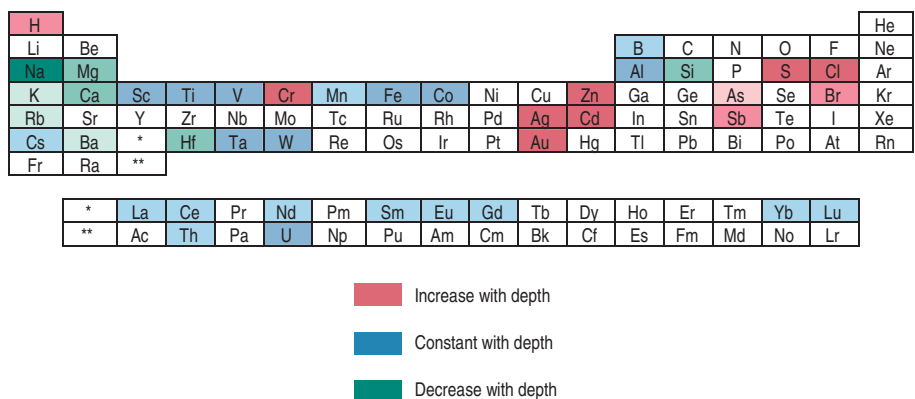 H He
Li Be B C N O F Ne
Na Mg Al Si P S Cl Ar
K Ca Sc Ti V Cr Mn Fe Co Ni Cu Zn Ga Ge As Se Br Kr
Rb Sr Y Zr Nb Mo Tc Ru Rh Pd Ag Cd In Sn Sb Te I Xe
Cs Ba * Hf Ta W Re Os Ir Pt Au Hg Tl Pb Bi Po At Rn
Fr Ra **
* La Ce Pr Nd Pm Sm Eu Gd Tb Dy Ho Er Tm Yb Lu
** Ac Th Pa U Np Pu Am Cm Bk Cf Es Fm Md No Lr
Increase with depth
Constant with depth
Decrease with depth